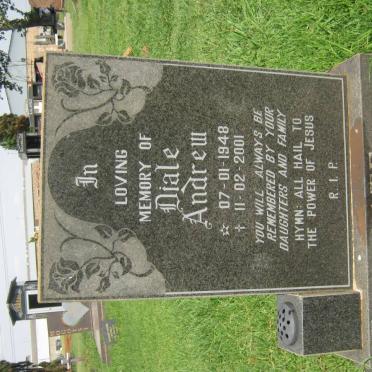 In
LOVING
MEMORY OF
Diale
Andrew
☆ 07-01-1948
✝ 11-02-2001
YOU WILL ALWAYS BE
REMEMBERED BY YOUR
DAUGHTERS AND FAMILY
HYMN: ALL HAIL TO
THE POWER OF JESUS
R.I.P.